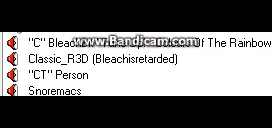 "C" Bleac Of The Rainbow
www.Bandicam.com
Classic_R3D (Bleachisretarded)
"CT" Person
Snoremacs